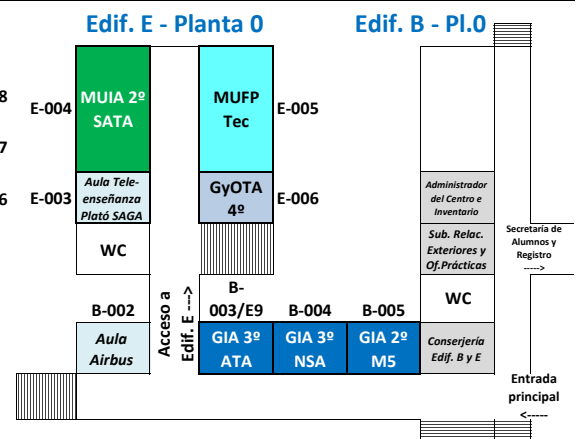 Edif. E - Planta 0
Edif. B - Pl.0
8
7
6
E-004
MUIA 2º
SATA
MUFP
Tec
E-005
E-003
Aula Tele-
enseñanza
Plató SAGA
GyOTA
4º
E-006
Administrador
del Centro e
Inventario
WC
Sub. Relac.
Exteriores y
Of.Prácticas
Secretaría de
Alumnos y
Registro
----->
Acceso a
Edif. E --->
B-002
B-
003/E9
B-004
B-005
WC
Aula
Airbus
GIA 3º
ATA
GIA 3º
NSA
GIA 2º
M5
Conserjería
Edif. B y E
Entrada
principal
<-----